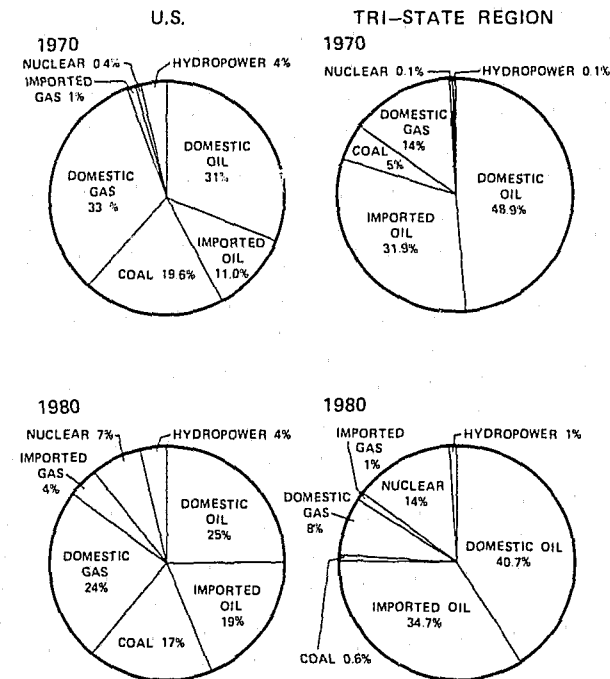 U.S.
1970
NUCLEAR 0.4%
HYDROPOWER 4%
IMPORTED
GAS 1%
DOMESTIC
OIL
31%
DOMESTIC
GAS
33 %
IMPORTED
OIL
11.0%
COAL 19.6%
TRI-STATE REGION
1970
NUCLEAR 0.1%
HYDROPOWER 0.1%
DOMESTIC
GAS
14%
COAL
5%
DOMESTIC
OIL
48.9%
IMPORTED
OIL
31.9%
1980
NUCLEAR 7%
HYDROPOWER 4%
IMPORTED
GAS
4%
DOMESTIC
OIL
25%
DOMESTIC
GAS
24%
IMPORTED
OIL
19%
COAL 17%
1980
IMPORTED
GAS
1%
HYDROPOWER 1%
NUCLEAR
14%
DOMESTIC
GAS
8%
DOMESTIC OIL
40.7%
IMPORTED OIL
34.7%
COAL 0.6%